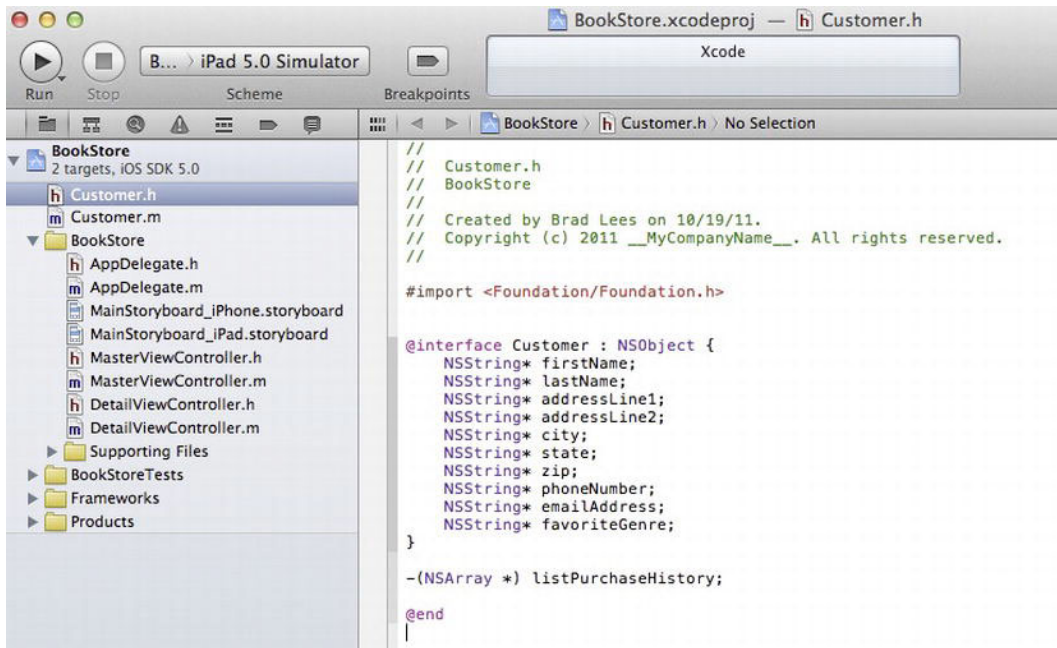 BookStore.xcodeproj — h Customer.h
Xcode
B... › iPad 5.0 Simulator
Run Stop Scheme Breakpoints
BookStore › h Customer.h › No Selection
BookStore
2 targets, iOS SDK 5.0
h Customer.h
m Customer.m
BookStore
h AppDelegate.h
m AppDelegate.m
MainStoryboard_iPhone.storyboard
MainStoryboard_iPad.storyboard
h MasterViewController.h
m MasterViewController.m
h DetailViewController.h
m DetailViewController.m
Supporting Files
BookStoreTests
Frameworks
Products
//
// Customer.h
// BookStore
//
// Created by Brad Lees on 10/19/11.
// Copyright (c) 2011 __MyCompanyName__. All rights reserved.
//
#import <Foundation/Foundation.h>
@interface Customer : NSObject {
NSString* firstName;
NSString* lastName;
NSString* addressLine1;
NSString* addressLine2;
NSString* city;
NSString* state;
NSString* zip;
NSString* phoneNumber;
NSString* emailAddress;
NSString* favoriteGenre;
}
-(NSArray *) listPurchaseHistory;
@end